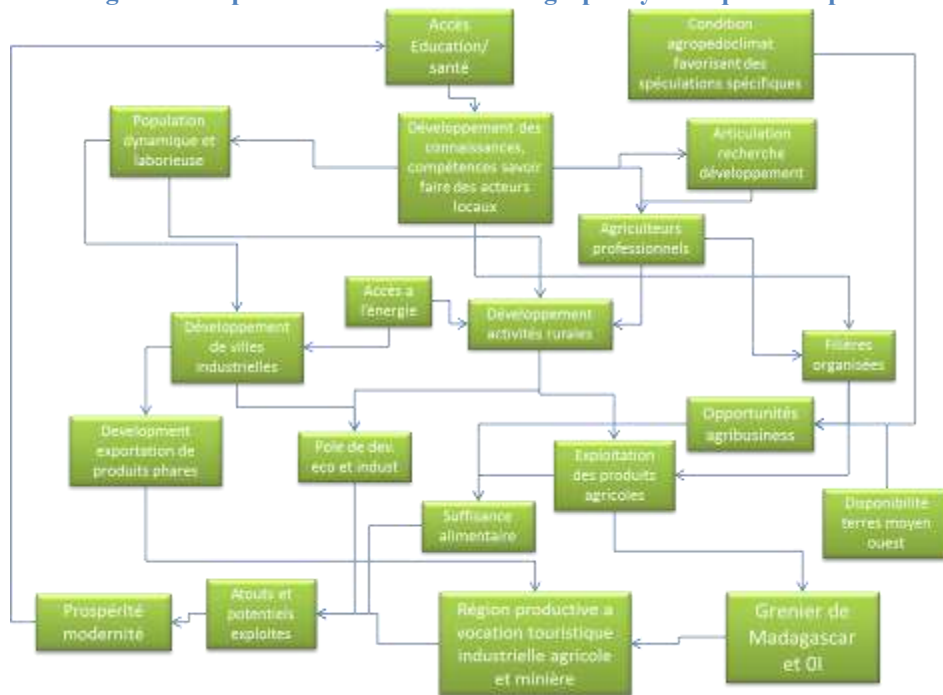 Accès
Education/
santé
Condition
agropédoclimat
favorisant des
spéculations spécifiques
Population
dynamique et
laborieuse
Développement des
connaissances,
compétences savoir
faire des acteurs
locaux
Articulation
recherche
développement
Agriculteurs
professionnels
Accès a
l'énergie
Développement
de villes
industrielles
Développement
activités rurales
Filières
organisées
Opportunités
agribusiness
Development
exportation de
produits phares
Pole de dev.
eco et indust
Exploitation
des produits
agricoles
Disponibilité
terres moyen
ouest
Suffisance
alimentaire
Prospérité
modernité
Atouts et
potentiels
exploites
Région productive a
vocation touristique
industrielle agricole
et minière
Grenier de
Madagascar
et OI